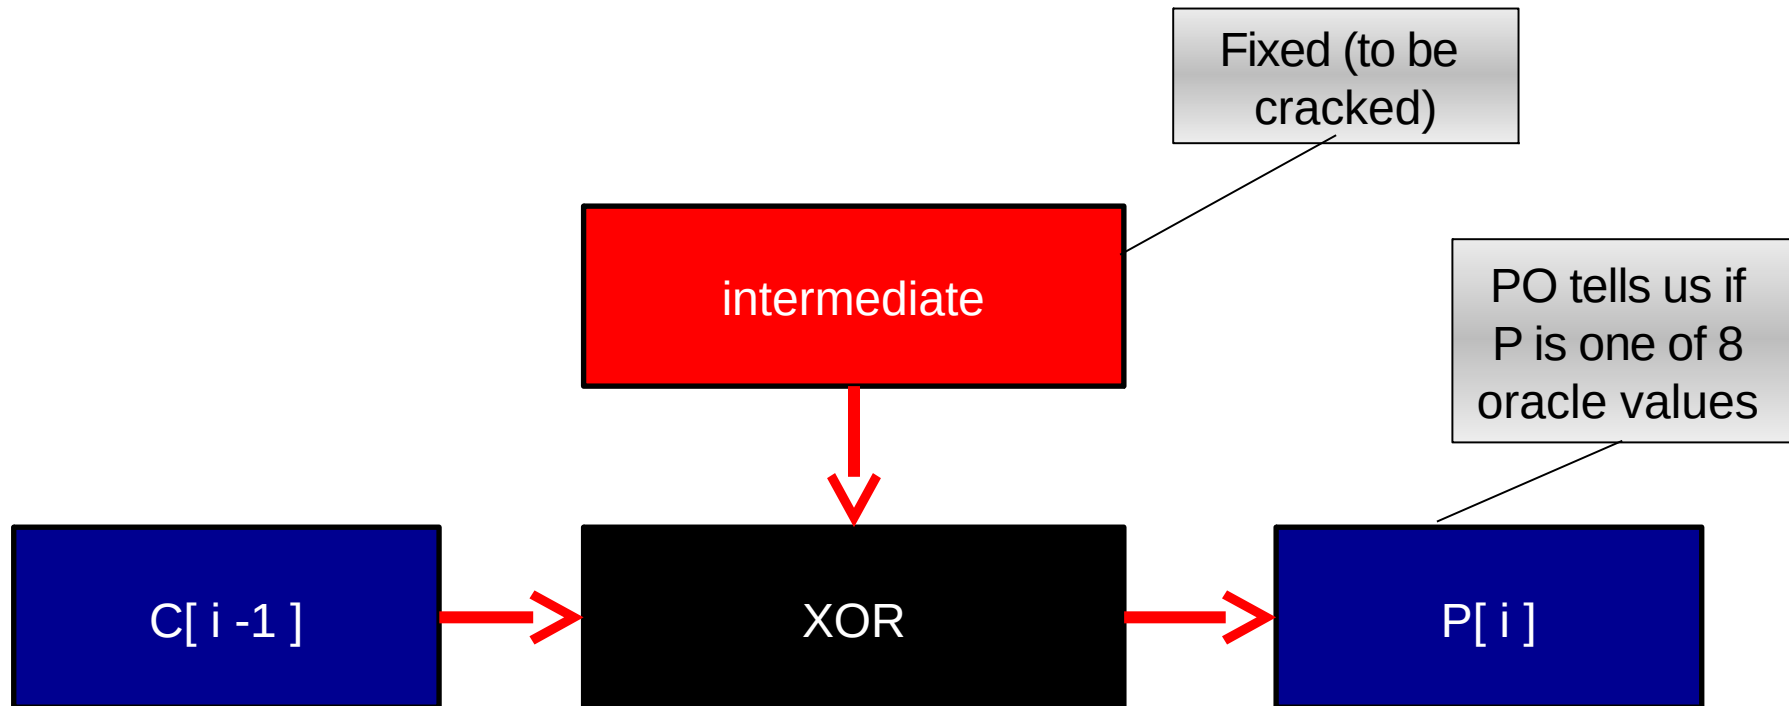 Fixed (to be
cracked)
intermediate
PO tells us if
P is one of 8
oracle values
C[ i -1 ]
XOR
P[ i ]